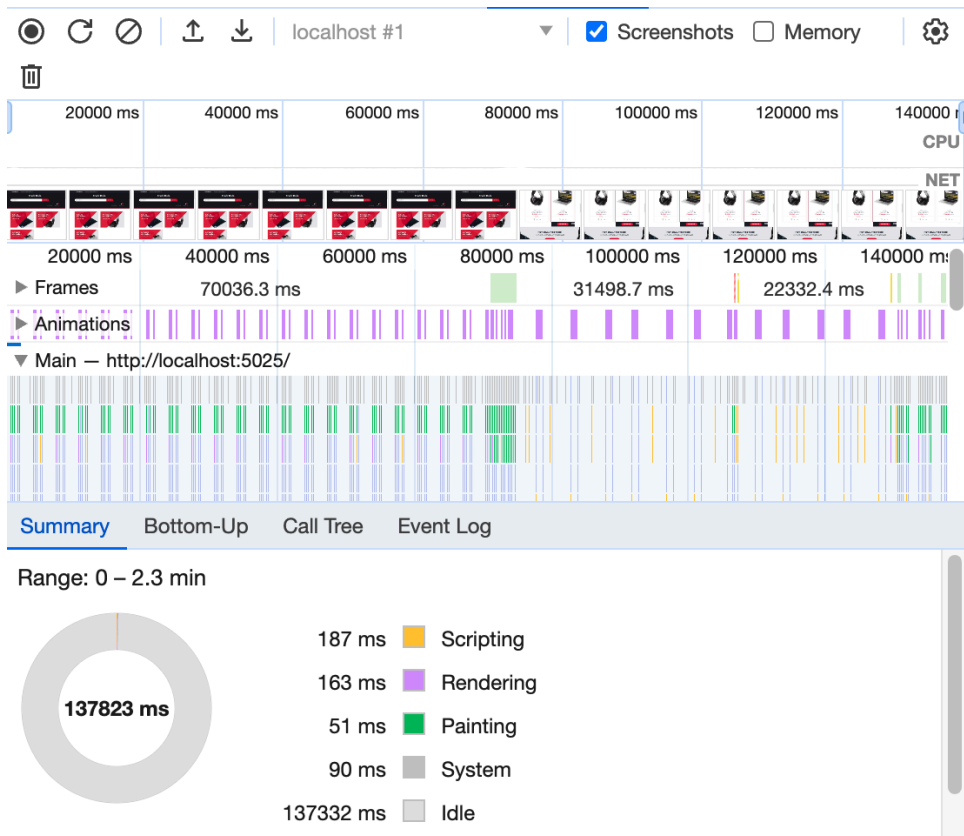 localhost #1 Screenshots Memory
20000 ms 40000 ms 60000 ms 80000 ms 100000 ms 120000 ms 140000
CPU
NET
20000 ms 40000 ms 60000 ms 80000 ms 100000 ms 120000 ms 140000 ms
Frames 70036.3 ms 31498.7 ms 22332.4 ms
Animations
Main — http://localhost:5025/
Summary Bottom-Up Call Tree Event Log
Range: 0 – 2.3 min
137823 ms
187 ms Scripting
163 ms Rendering
51 ms Painting
90 ms System
137332 ms Idle